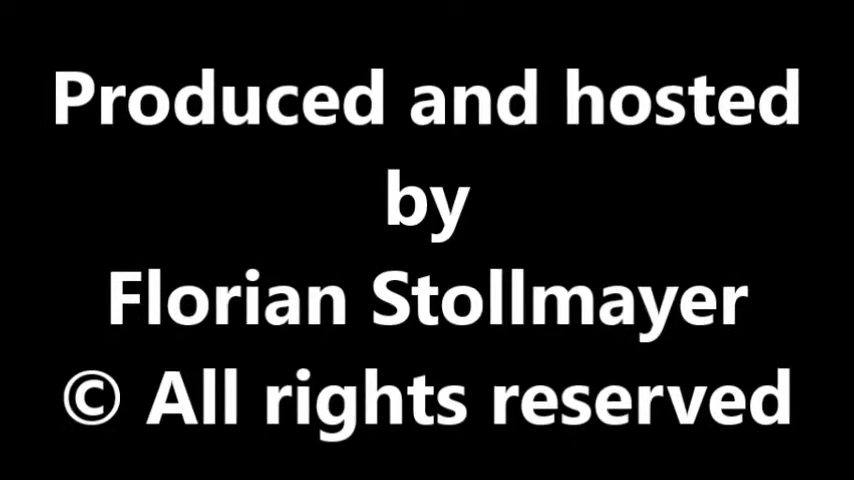 Produced and hosted
by
Florian Stollmayer
© All rights reserved